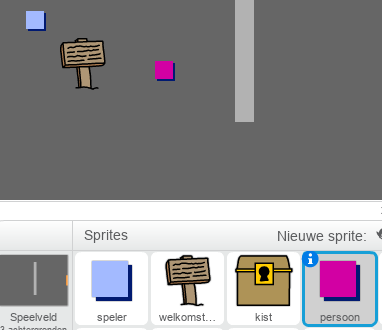 Sprites
Nieuwe sprite:
speler
welkomst...
kist
persoon
Speelveld
3 achtergronden